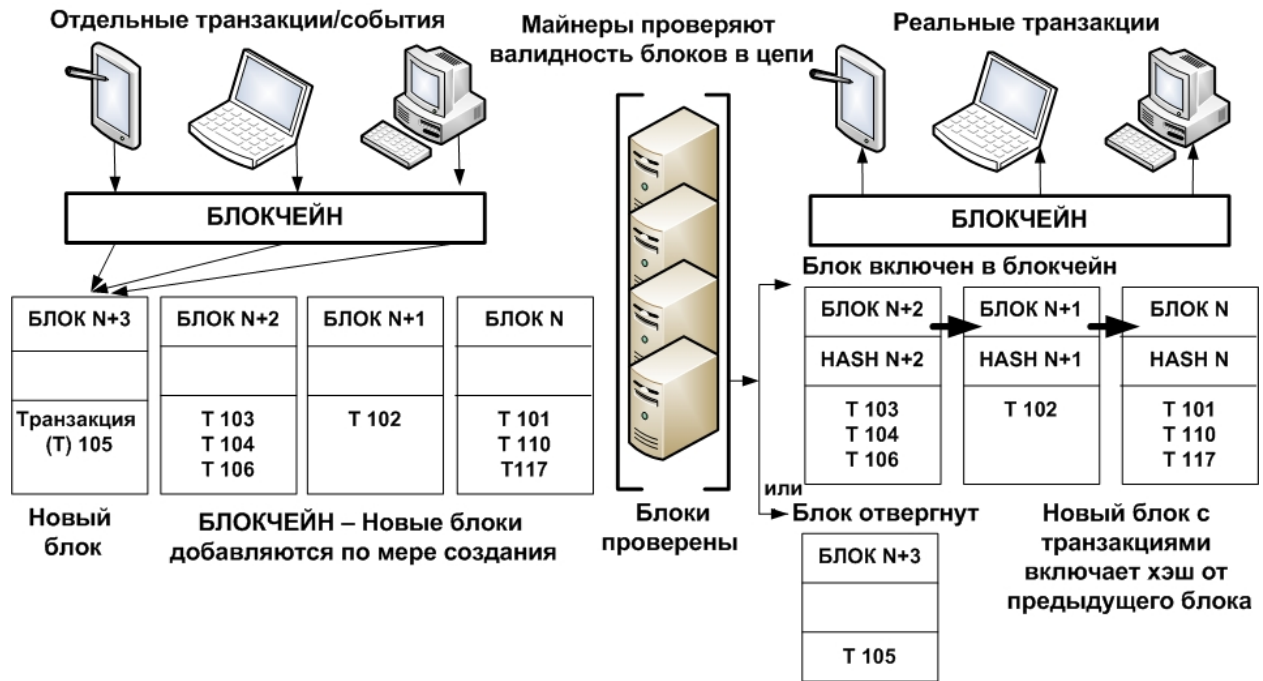 Отдельные транзакции/события
Майнеры проверяют
валидность блоков в цепи
Реальные транзакции
БЛОКЧЕЙН
БЛОКЧЕЙН
Блок включен в блокчейн
БЛОК N+3
Транзакция
(Т) 105
БЛОК N+2
Т 103
Т 104
Т 106
БЛОК N+1
Т 102
БЛОК N
Т 101
Т 110
Т117
Новый
блок
БЛОКЧЕЙН – Новые блоки
добавляются по мере создания
Блоки
проверены
БЛОК N+2
HASH N+2
Т 103
Т 104
Т 106
БЛОК N+1
HASH N+1
Т 102
БЛОК N
HASH N
Т 101
Т 110
Т 117
или
Блок отвергнут
БЛОК N+3
Т 105
Новый блок с
транзакциями
включает хэш от
предыдущего блока